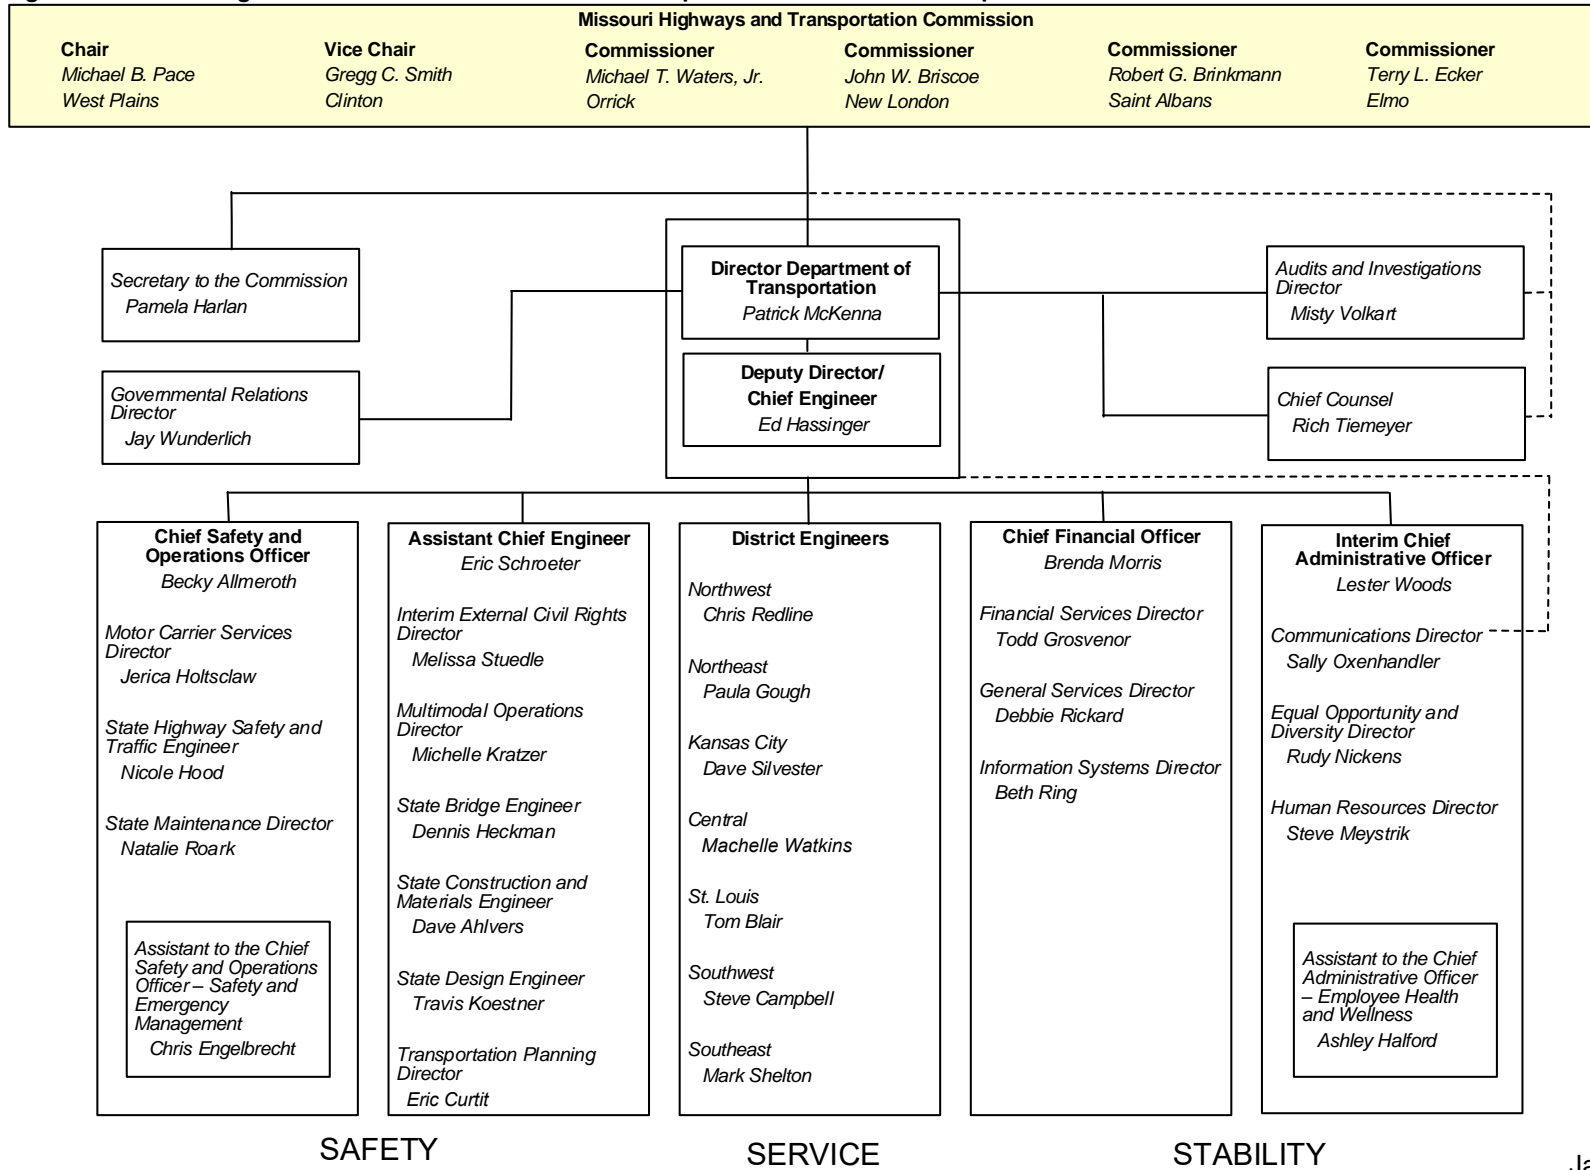 Missouri Highways and Transportation Commission
Chair
Michael B. Pace
West Plains
Vice Chair
Gregg C. Smith
Clinton
Commissioner
Michael T. Waters, Jr.
Orrick
Commissioner
John W. Briscoe
New London
Commissioner
Robert G. Brinkmann
Saint Albans
Commissioner
Terry L. Ecker
Elmo
Secretary to the Commission
Pamela Harlan
Director Department of
Transportation
Patrick McKenna
Audits and Investigations
Director
Misty Volkart
Governmental Relations
Director
Jay Wunderlich
Deputy Director/
Chief Engineer
Ed Hassinger
Chief Counsel
Rich Tiemeyer
Chief Safety and
Operations Officer
Becky Allmeroth
Motor Carrier Services
Director
Jerica Holtsclaw
State Highway Safety and
Traffic Engineer
Nicole Hood
State Maintenance Director
Natalie Roark
Assistant to the Chief
Safety and Operations
Officer – Safety and
Emergency
Management
Chris Engelbrecht
Assistant Chief Engineer
Eric Schroeter
Interim External Civil Rights
Director
Melissa Stuedle
Multimodal Operations
Director
Michelle Kratzer
State Bridge Engineer
Dennis Heckman
State Construction and
Materials Engineer
Dave Ahlvers
State Design Engineer
Travis Koestner
Transportation Planning
Director
Eric Curtit
District Engineers
Northwest
Chris Redline
Northeast
Paula Gough
Kansas City
Dave Silvester
Central
Machelle Watkins
St. Louis
Tom Blair
Southwest
Steve Campbell
Southeast
Mark Shelton
Chief Financial Officer
Brenda Morris
Financial Services Director
Todd Grosvenor
General Services Director
Debbie Rickard
Information Systems Director
Beth Ring
Interim Chief
Administrative Officer
Lester Woods
Communications Director
Sally Oxenhandler
Equal Opportunity and
Diversity Director
Rudy Nickens
Human Resources Director
Steve Meystrik
Assistant to the Chief
Administrative Officer
– Employee Health
and Wellness
Ashley Halford
SAFETY
SERVICE
STABILITY